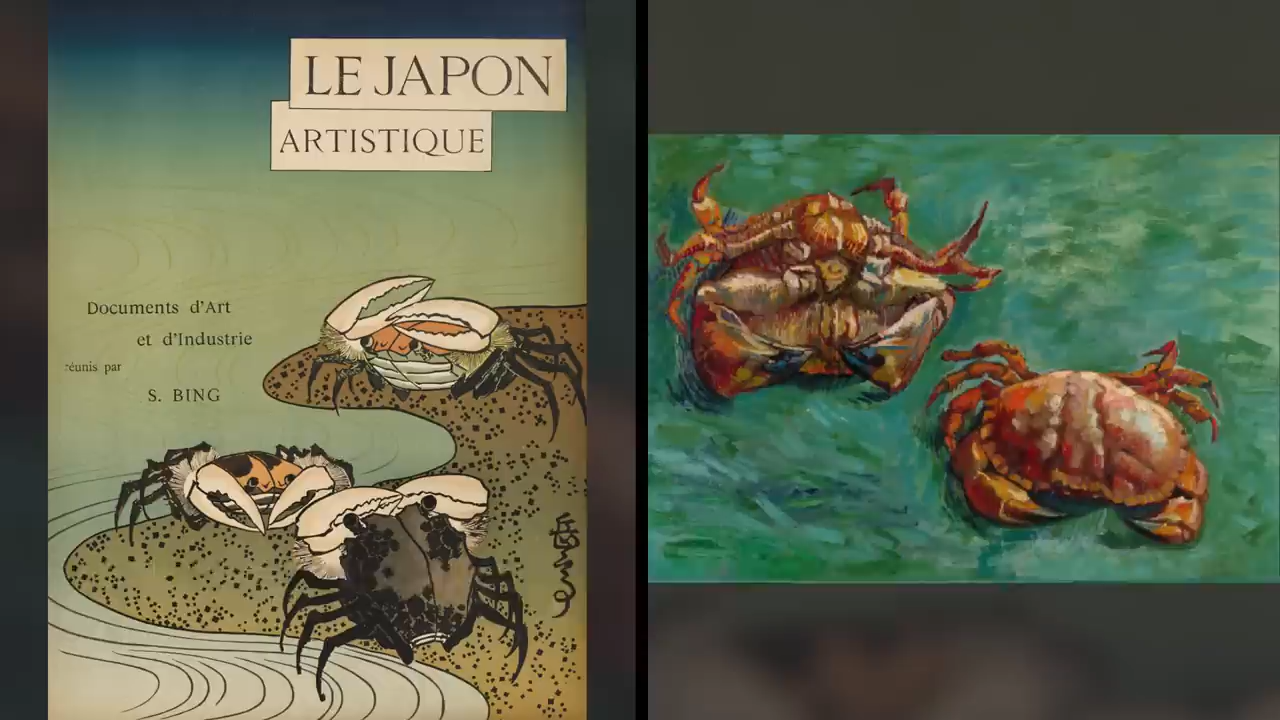 LE JAPON
ARTISTIQUE
Documents d'Art
et d'Industrie
réunis par
S. BING